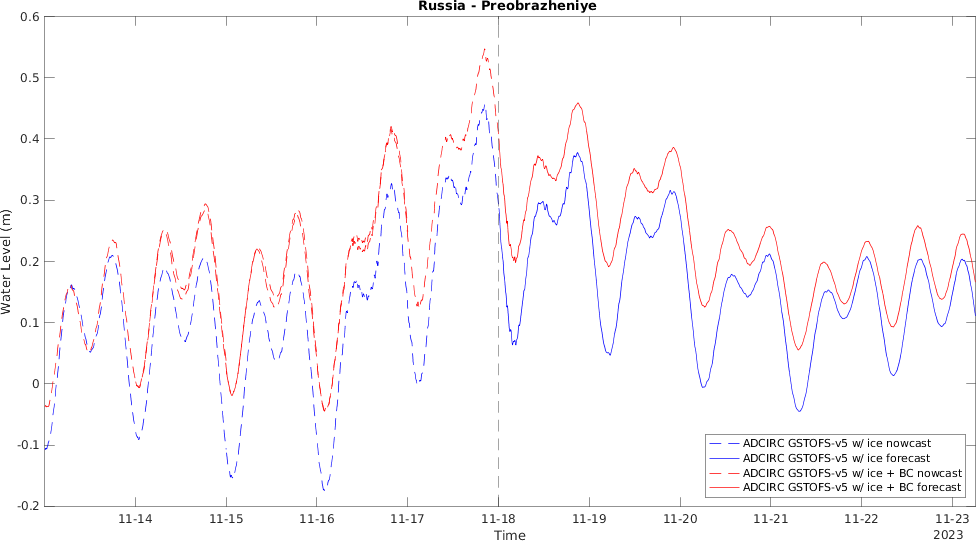 Russia - Preobrazheniye
Water Level (m)
0.6
0.5
0.4
0.3
0.2
0.1
0
-0.1
-0.2
11-14
11-15
11-16
11-17
11-18
11-19
11-20
11-21
11-22
11-23
Time
2023
ADCIRC GSTOFS-v5 w/ ice nowcast
ADCIRC GSTOFS-v5 w/ ice forecast
ADCIRC GSTOFS-v5 w/ ice + BC nowcast
ADCIRC GSTOFS-v5 w/ ice + BC forecast